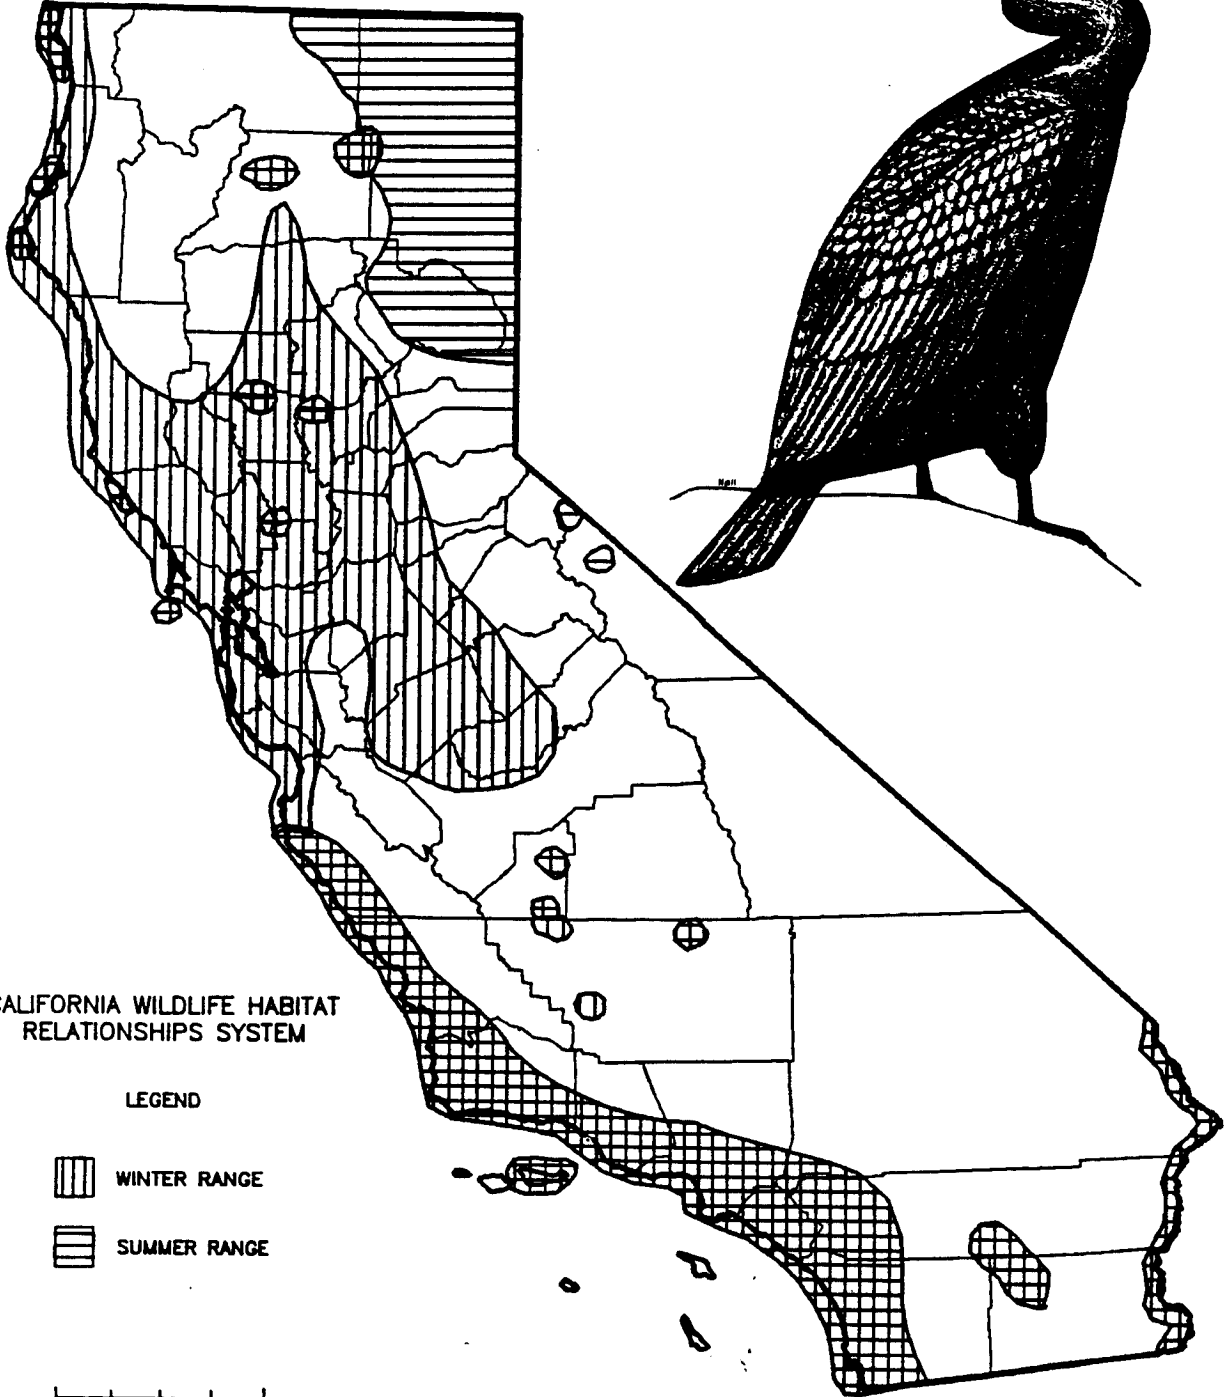 CALIFORNIA WILDLIFE HABITAT
RELATIONSHIPS SYSTEM
LEGEND
WINTER RANGE
SUMMER RANGE